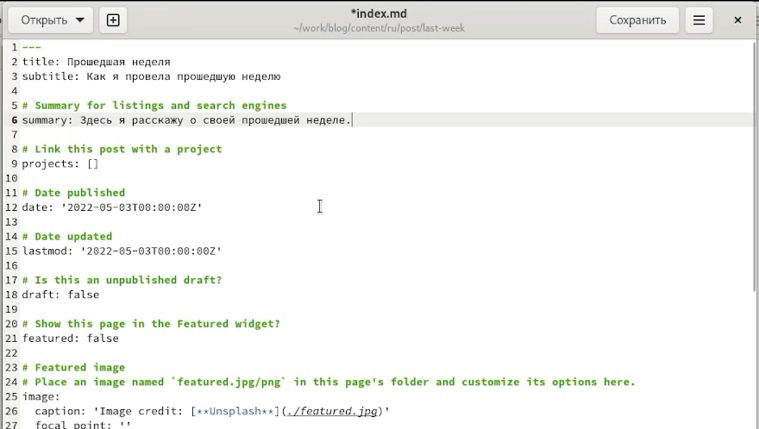 Открыть
*index.md
~/work/blog/content/ru/post/last-week
Сохранить
1 ---
2 title: Прошедшая неделя
3 subtitle: Как я провела прошедшую неделю
4
5 # Summary for listings and search engines
6 summary: Здесь я расскажу о своей прошедшей неделе.
7
8 # Link this post with a project
9 projects: []
10
11 # Date published
12 date: '2022-05-03T00:00:00Z'
13
14 # Date updated
15 lastmod: '2022-05-03T00:00:00Z'
16
17 # Is this an unpublished draft?
18 draft: false
19
20 # Show this page in the Featured widget?
21 featured: false
22
23 # Featured image
24 # Place an image named `featured.jpg/png` in this page's folder and customize its options here.
25 image:
26 caption: 'Image credit: [**Unsplash**](./featured.jpg)'
27 focal_point: ''